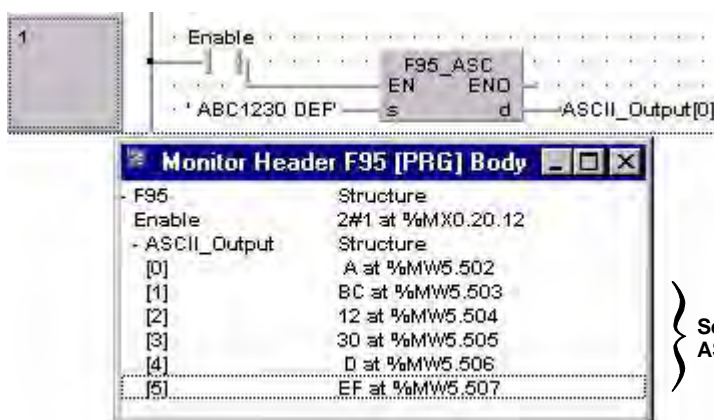 1
Enable
F95_ASC
EN ENO
' ABC1230 DEF' s d ASCII_Output[0]
Monitor Header F95 [PRG] Body
- F95 Structure
Enable 2#1 at %MX0.20.12
- ASCII_Output Structure
[0] A at %MW5.502
[1] BC at %MW5.503
[2] 12 at %MW5.504
[3] 30 at %MW5.505
[4] D at %MW5.506
[5] EF at %MW5.507